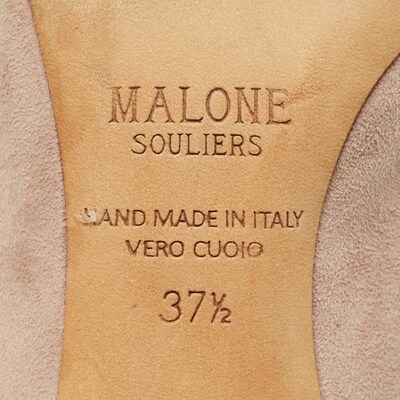 MALONE
SOULIERS
HAND MADE IN ITALY
VERO CUOIO
37½